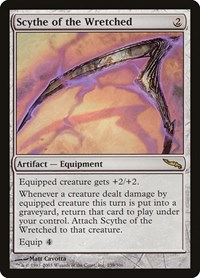 Scythe of the Wretched 2
Artifact — Equipment
Equipped creature gets +2/+2.
Whenever a creature dealt damage by
equipped creature this turn is put into a
graveyard, return that card to play under
your control. Attach Scythe of the
Wretched to that creature.
Equip 4
Matt Cavotta